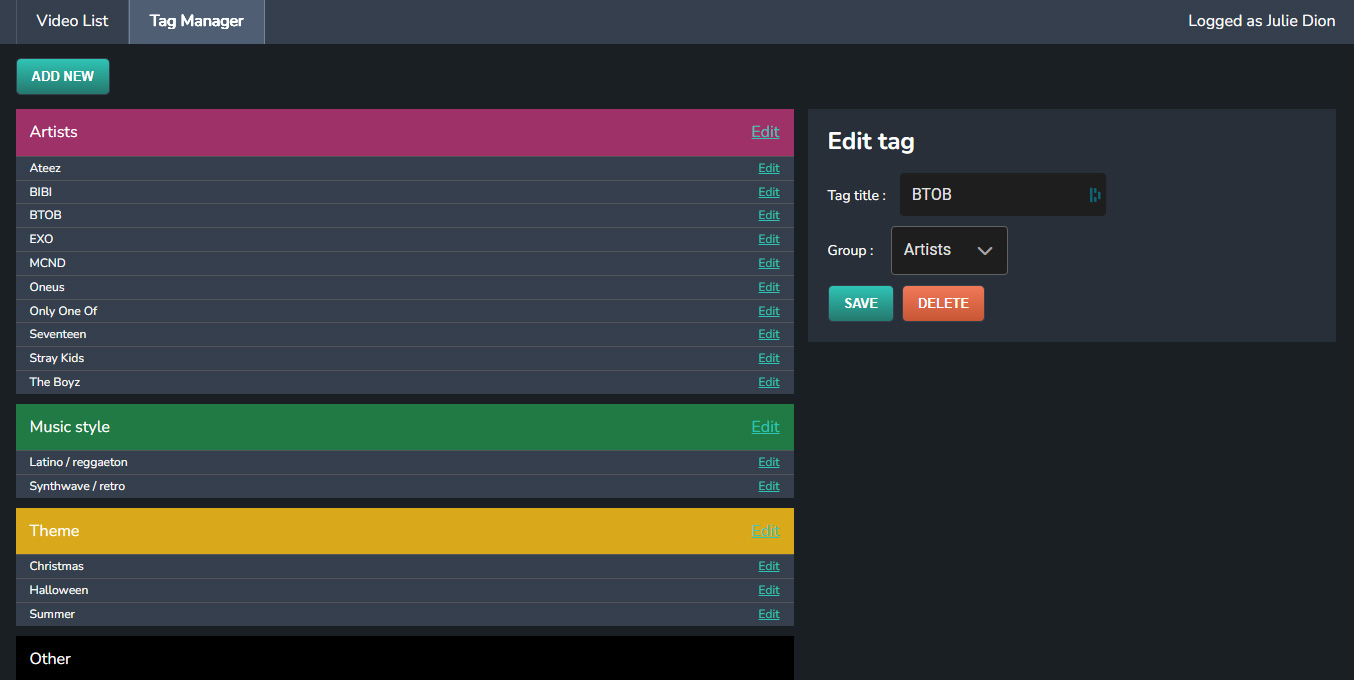 Video List
Tag Manager
Logged as Julie Dion
ADD NEW
Artists Edit
Ateez Edit
BIBI Edit
BTOB Edit
EXO Edit
MCND Edit
Oneus Edit
Only One Of Edit
Seventeen Edit
Stray Kids Edit
The Boyz Edit
Music style Edit
Latino / reggaeton Edit
Synthwave / retro Edit
Theme Edit
Christmas Edit
Halloween Edit
Summer Edit
Other
Edit tag
Tag title : BTOB
Group : Artists
SAVE DELETE